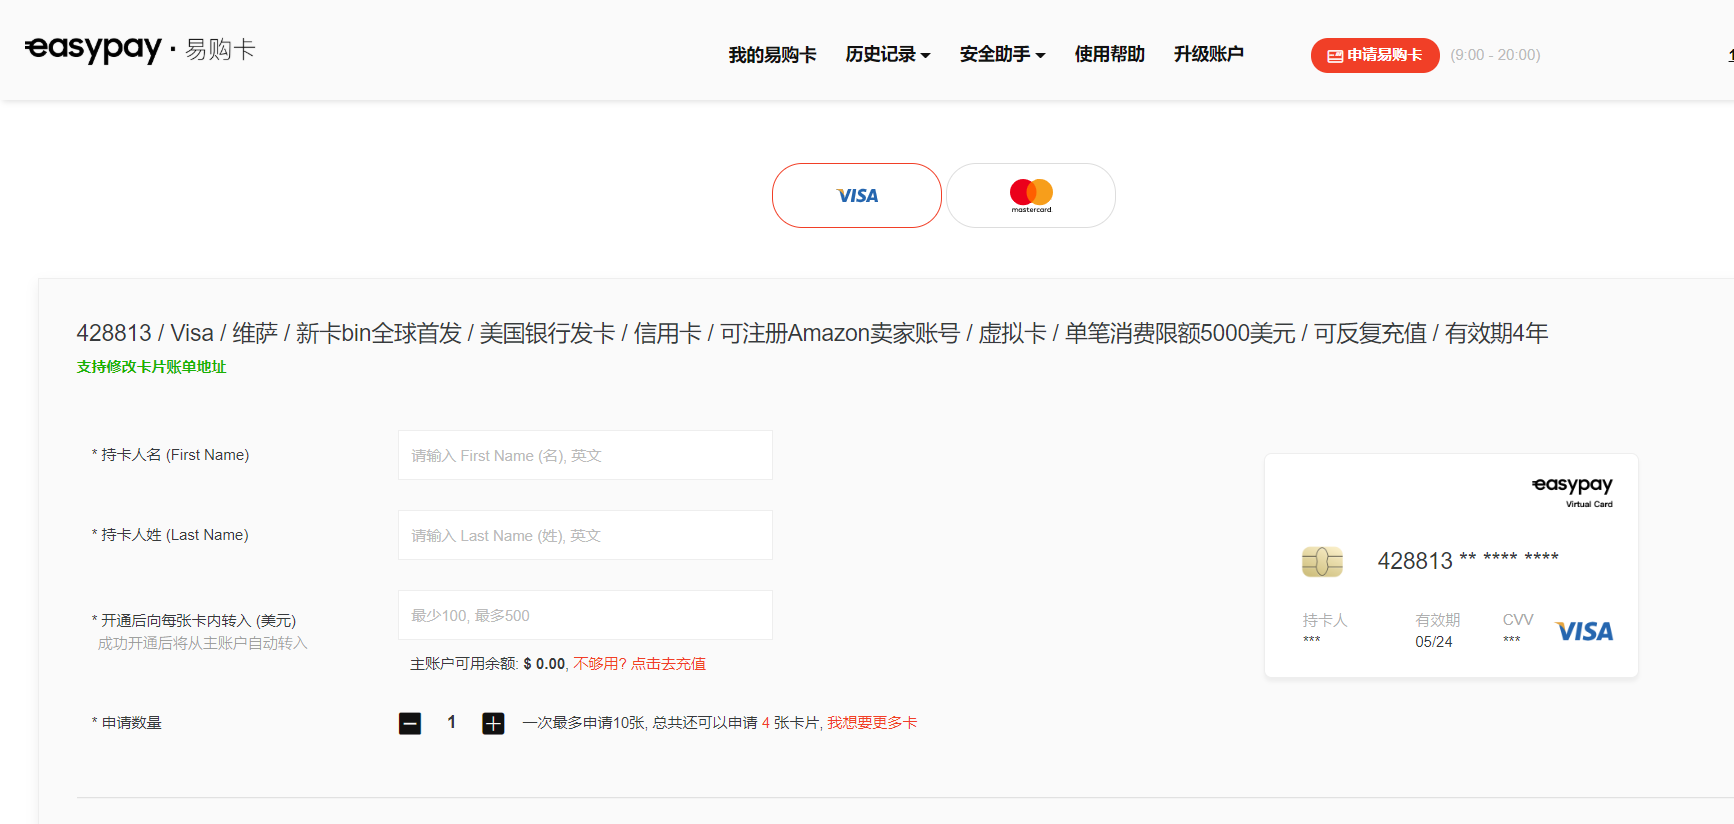 easypay · 易购卡
我的易购卡 历史记录 安全助手 使用帮助 升级账户 申请易购卡 (9:00 - 20:00)
VISA mastercard
428813 / Visa / 维萨 / 新卡bin全球首发 / 美国银行发卡 / 信用卡 / 可注册Amazon卖家账号 / 虚拟卡 / 单笔消费限额5000美元 / 可反复充值 / 有效期4年
支持修改卡片账单地址
* 持卡人名 (First Name) 请输入 First Name (名), 英文
* 持卡人姓 (Last Name) 请输入 Last Name (姓), 英文
* 开通后向每张卡内转入 (美元) 最少100, 最多500
成功开通后将从主账户自动转入
主账户可用余额: $ 0.00, 不够用? 点击去充值
* 申请数量 1 一次最多申请10张, 总共还可以申请 4 张卡片, 我想要更多卡
easypay
Virtual Card
428813 ** **** ****
持卡人 有效期 CVV
*** 05/24 *** VISA